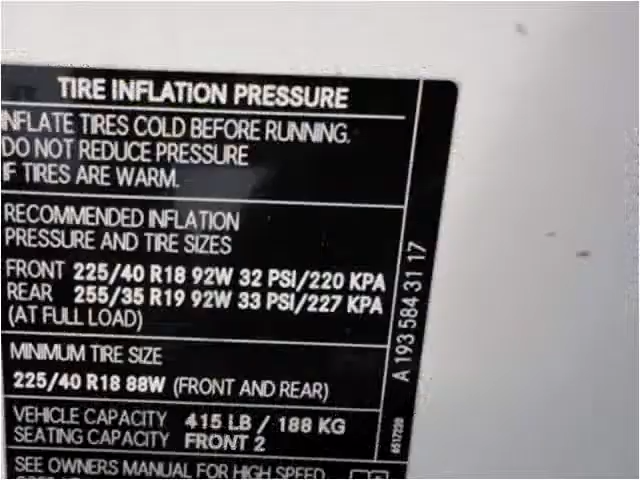 TIRE INFLATION PRESSURE
INFLATE TIRES COLD BEFORE RUNNING.
DO NOT REDUCE PRESSURE
IF TIRES ARE WARM.
RECOMMENDED INFLATION
PRESSURE AND TIRE SIZES
FRONT 225/40 R18 92W 32 PSI/220 KPA
REAR 255/35 R19 92W 33 PSI/227 KPA
(AT FULL LOAD)
MINIMUM TIRE SIZE
225/40 R18 88W (FRONT AND REAR)
VEHICLE CAPACITY 415 LB / 188 KG
SEATING CAPACITY FRONT 2
SEE OWNERS MANUAL FOR HIGH SPEED
A 193 584 31 17